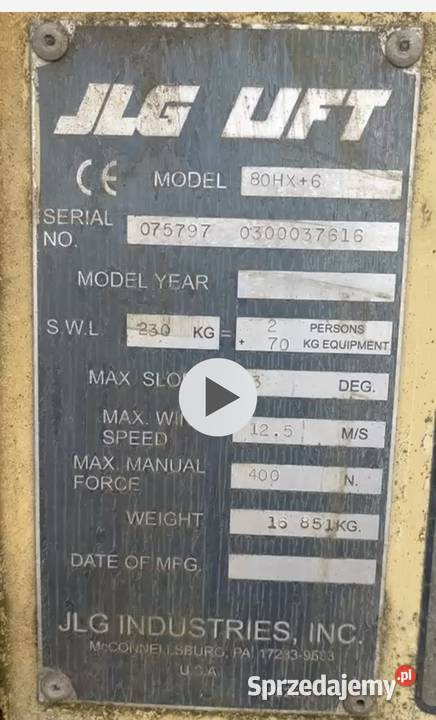 JLG LIFT
CE MODEL 80HX+6
SERIAL NO. 075797 0300037616
MODEL YEAR
S.W.L 230 KG = 2 PERSONS
+ 70 KG EQUIPMENT
MAX. 3 DEG.
MAX.
SPEED 12.5 M/S
MAX. MANUAL
FORCE 400 N.
WEIGHT 16 851KG.
DATE OF MFG.
JLG INDUSTRIES, INC.
McCONNELLSBURG, PA. 17233-9533
U.S.A
Sprzedajemy.pl